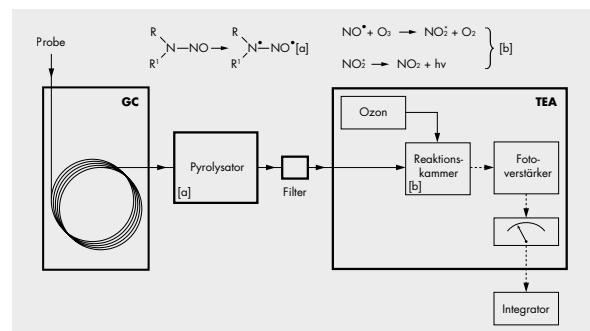 Probe
R
N—NO → N•—NO• [a]
R¹
R
R¹
NO• + O₃ → NO₂• + O₂
NO₂• → NO₂ + hv
[b]
GC
TEA
Ozon
Pyrolysator
[a]
Filter
Reaktions-
kammer
[b]
Foto-
verstärker
Integrator